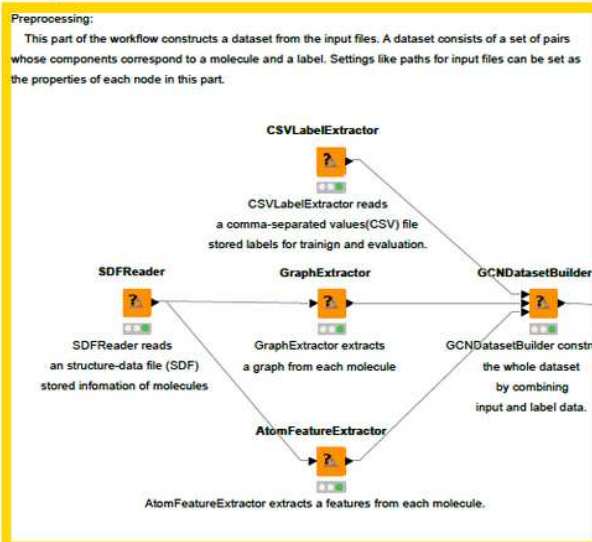 Preprocessing:
This part of the workflow constructs a dataset from the input files. A dataset consists of a set of pairs
whose components correspond to a molecule and a label. Settings like paths for input files can be set as
the properties of each node in this part.
CSVLabelExtractor
?
CSVLabelExtractor reads
a comma-separated values(CSV) file
stored labels for trainign and evaluation.
SDFReader
?
SDFReader reads
an structure-data file (SDF)
stored infomation of molecules
GraphExtractor
?
GraphExtractor extracts
a graph from each molecule
GCNDatasetBuilder
?
GCNDatasetBuilder constr
the whole dataset
by combining
input and label data.
AtomFeatureExtractor
?
AtomFeatureExtractor extracts a features from each molecule.